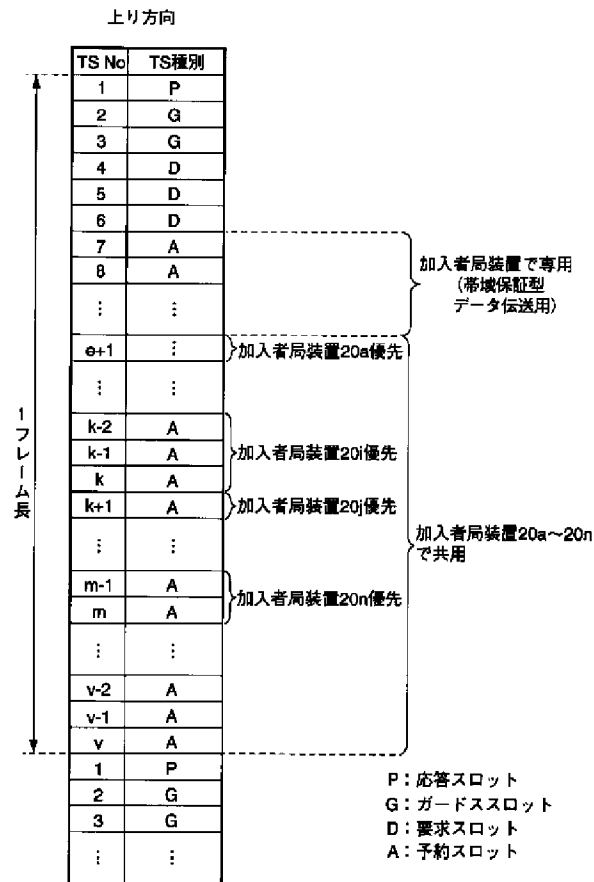 上り方向
TS No TS種別
1 P
2 G
3 G
4 D
5 D
6 D
7 A
8 A
⋮ ⋮
e+1 ⋮
⋮ ⋮
k-2 A
k-1 A
k A
k+1 A
⋮ ⋮
m-1 A
m A
⋮ ⋮
v-2 A
v-1 A
v A
1 P
2 G
3 G
⋮ ⋮
1フレーム長
加入者局装置で専用
(帯域保証型
データ伝送用)
加入者局装置20a優先
加入者局装置20i優先
加入者局装置20j優先
加入者局装置20n優先
加入者局装置20a～20n
で共用
P：応答スロット
G：ガードススロット
D：要求スロット
A：予約スロット